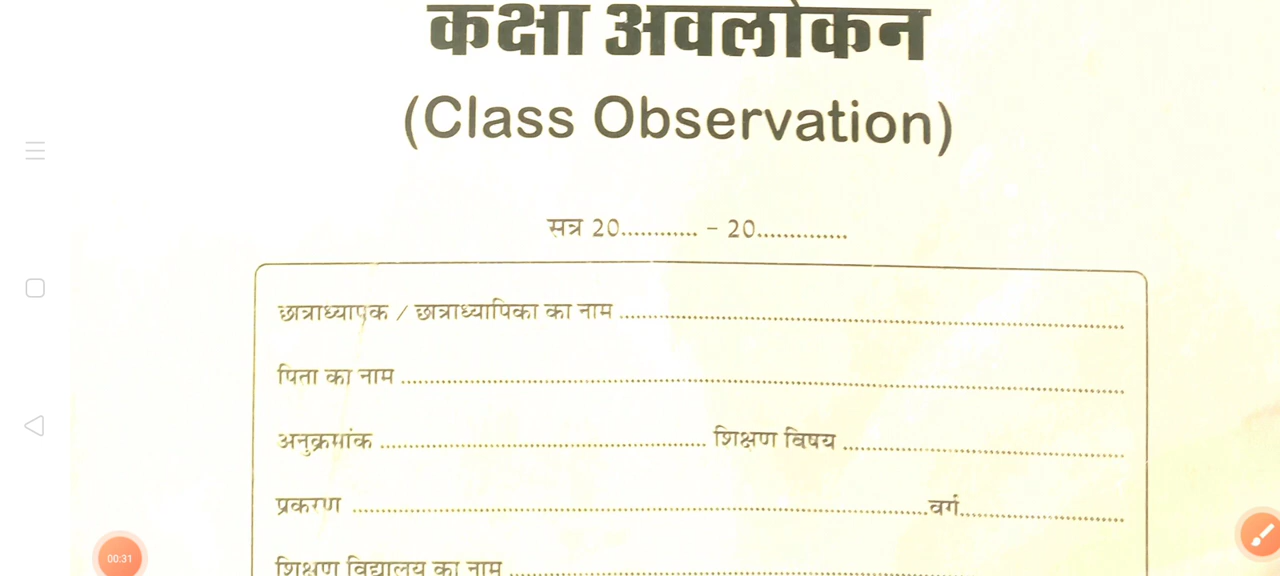 कक्षा अवलोकन
(Class Observation)
सत्र 20............ - 20..............
छात्राध्यापक / छात्राध्यापिका का नाम ........................................
पिता का नाम ........................................
अनुक्रमांक ........................................ शिक्षण विषय ........................................
प्रकरण ........................................ वर्ग ........................................
शिक्षण विद्यालय का नाम ........................................
00:31